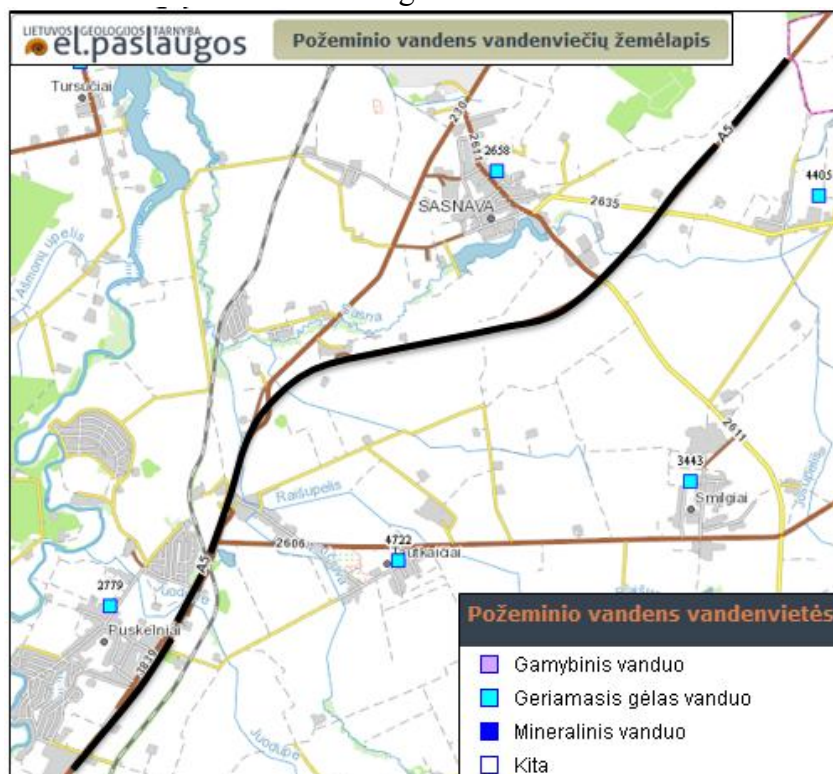 LIETUVOS GEOLOGIJOS TARNYBA
el.paslaugos
Požeminio vandens vandenviečių žemėlapis
Tursučiai
230
2611
A5
2658
4405
SASNAVA
2635
Ašmonų upelis
Sasna
2611
3443
Smilgiai
Raišupelis
2606
4722
A5
2779
Puskelniai
3839
Juodupė
Požeminio vandens vandenvietės
Gamybinis vanduo
Geriamasis gėlas vanduo
Mineralinis vanduo
Kita